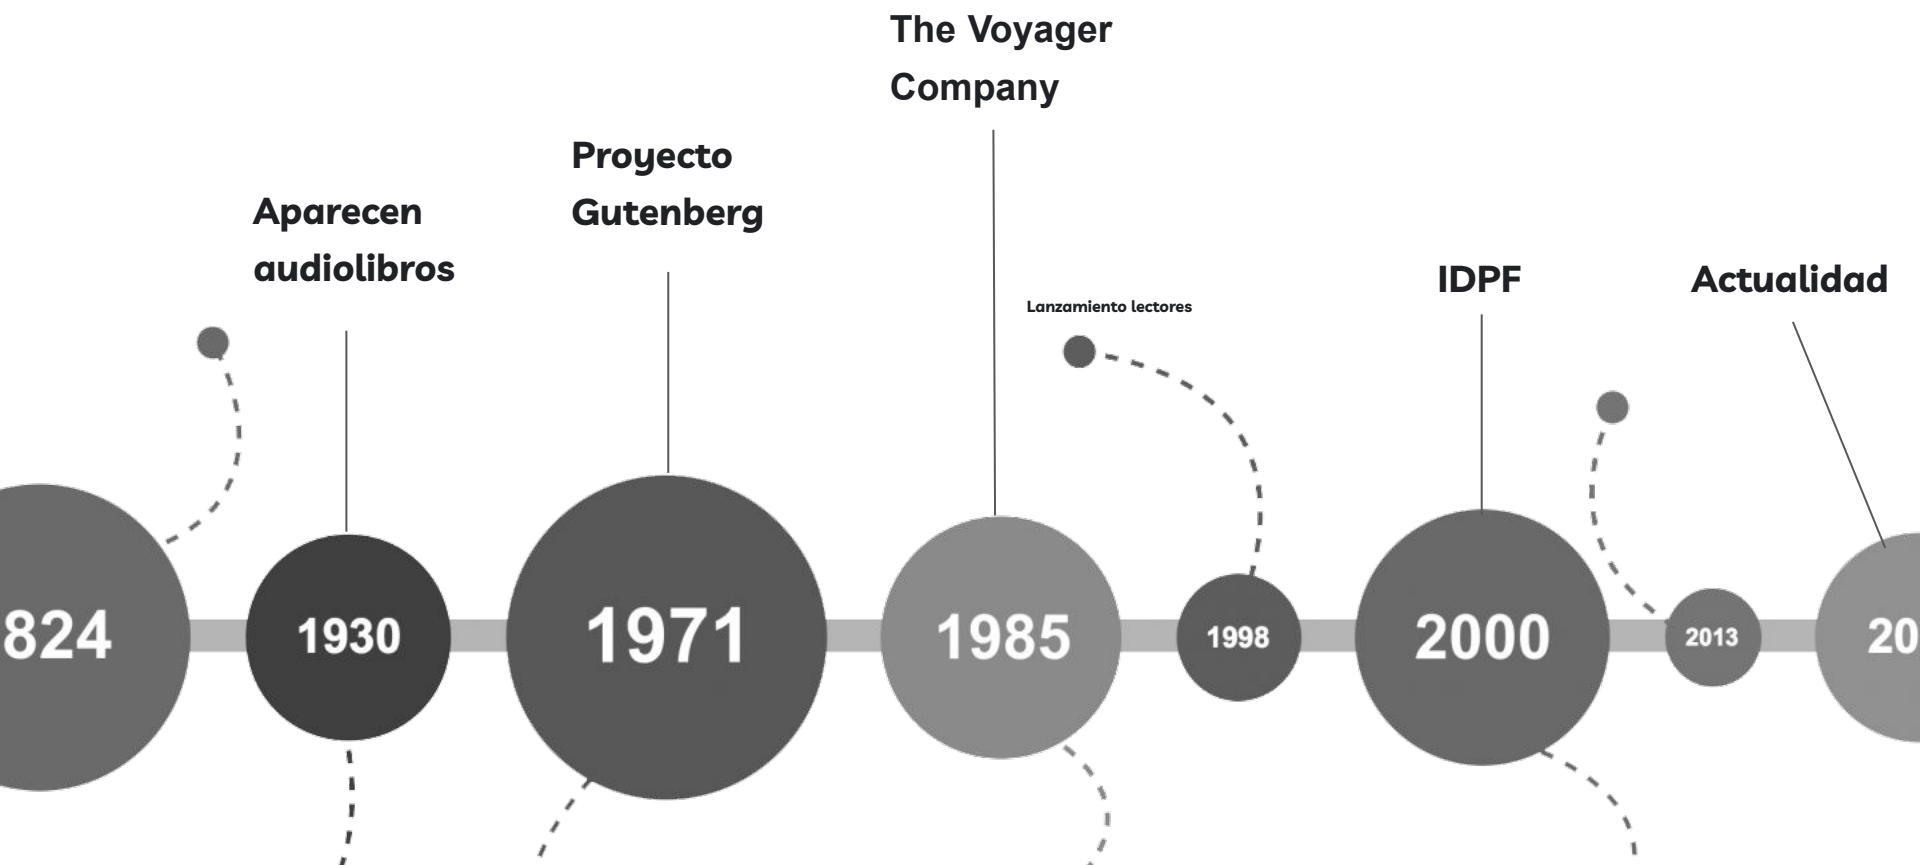 The Voyager
Company
Proyecto
Gutenberg
Aparecen
audiolibros
Lanzamiento lectores
IDPF
Actualidad
824
1930
1971
1985
1998
2000
2013
20